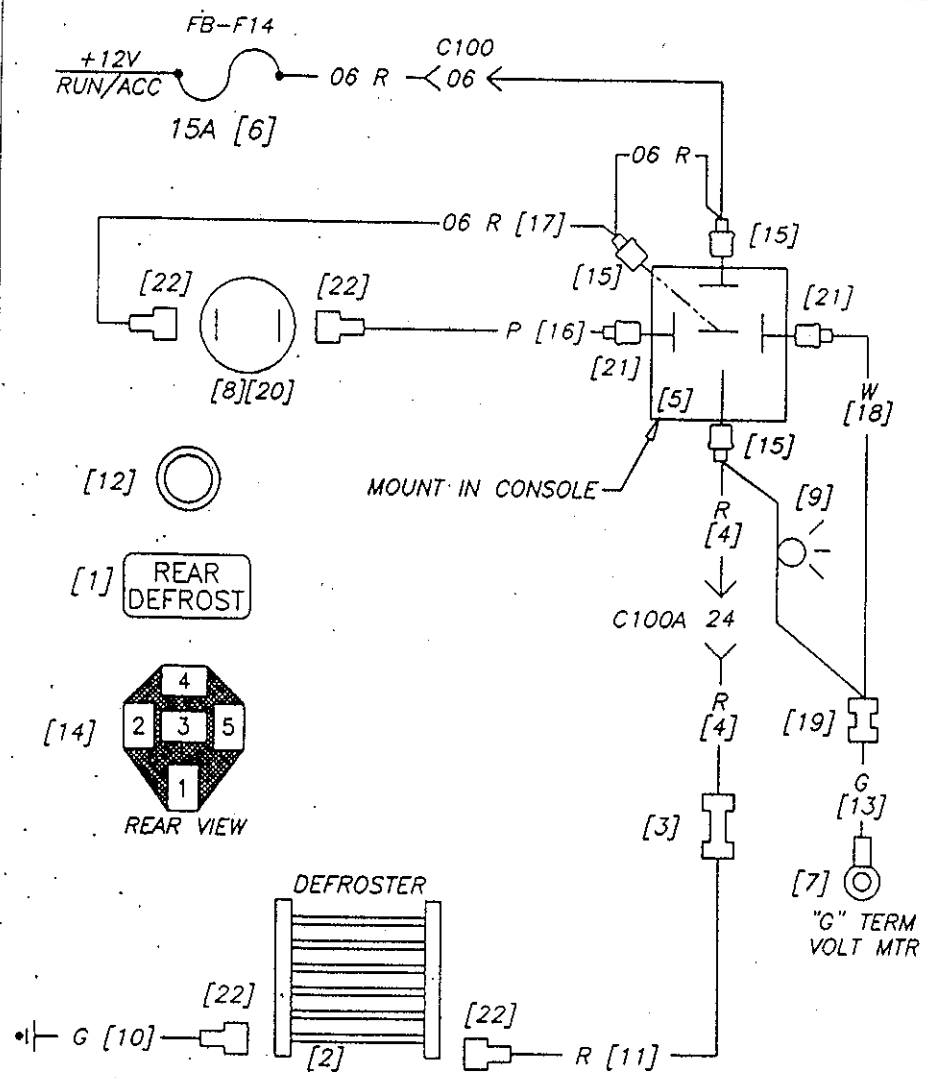 FB-F14
+12V
RUN/ACC
15A [6]
06 R
C100
06
06 R
06 R [17]
[15]
[15]
[22]
[22]
[8][20]
P [16]
[21]
[21]
[5]
[15]
W
[18]
MOUNT IN CONSOLE
[12]
[9]
R
[4]
[1]
REAR
DEFROST
C100A 24
[14]
4
2 3 5
1
REAR VIEW
R
[4]
[19]
G
[13]
[3]
[7]
"G" TERM
VOLT MTR
DEFROSTER
[22]
G [10]
[2]
[22]
R [11]